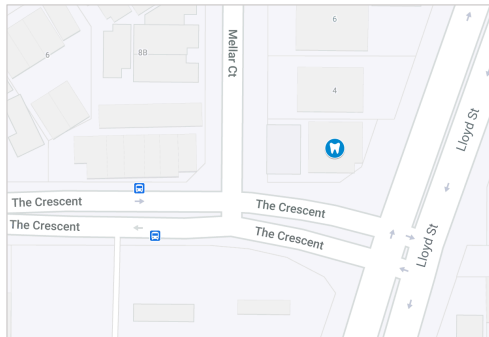 6
8B
6
Mellar Ct
4
Lloyd St
The Crescent
The Crescent
The Crescent
The Crescent
Lloyd St